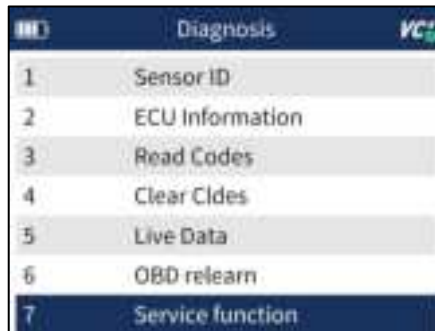 Diagnosis VC
1 Sensor ID
2 ECU Information
3 Read Codes
4 Clear Cldes
5 Live Data
6 OBD relearn
7 Service function